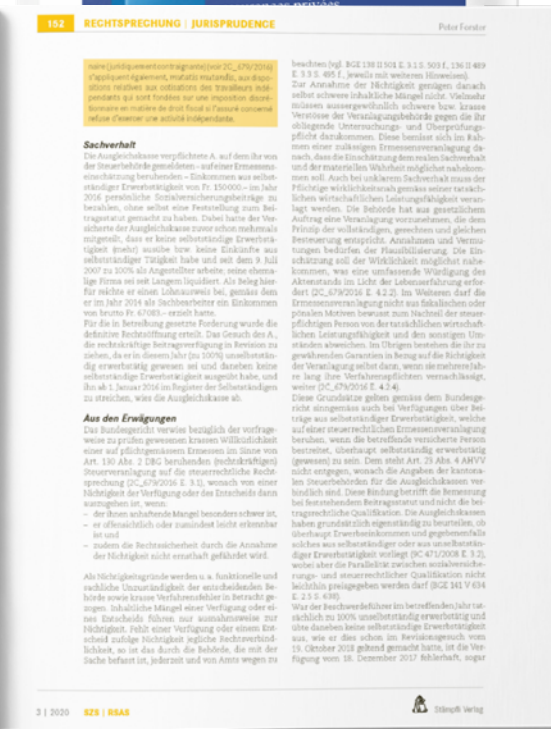 152 RECHTSPRECHUNG | JURISPRUDENCE
Peter Forster
naire (juridiquement contraignante) (voir 2C_679/2016)
s'appliquent également, mutatis mutandis, aux dispo-
sitions relatives aux cotisations des travailleurs indé-
pendants qui sont fondées sur une imposition discré-
tionnaire en matière de droit fiscal si l'assuré concerné
refuse d'exercer une activité indépendante.
Sachverhalt
Die Ausgleichskasse verpflichtete A. auf dem ihr von
der Steuerbehörde gemeldeten – auf einer Ermessens-
einschätzung beruhenden – Einkommen aus selbst-
ständiger Erwerbstätigkeit von Fr. 150000.– im Jahr
2016 persönliche Sozialversicherungsbeiträge zu
bezahlen, ohne selbst eine Feststellung zum Bei-
tragsstatut gemacht zu haben. Dabei hatte der Ver-
sicherte der Ausgleichskasse zuvor schon mehrmals
mitgeteilt, dass er keine selbstständige Erwerbstä-
tigkeit (mehr) ausübe bzw. keine Einkünfte aus
selbstständiger Tätigkeit habe und seit dem 9. Juli
2007 zu 100% als Angestellter arbeite; seine ehema-
lige Firma sei seit Langem liquidiert. Als Beleg hier-
für reichte er einen Lohnausweis bei, gemäss dem
er im Jahr 2014 als Sachbearbeiter ein Einkommen
von brutto Fr. 67083.– erzielt hatte.
Für die in Betreibung gesetzte Forderung wurde die
definitive Rechtsöffnung erteilt. Das Gesuch des A.,
die rechtskräftige Beitragsverfügung in Revision zu
ziehen, da er in diesem Jahr (zu 100%) unselbststän-
dig erwerbstätig gewesen sei und daneben keine
selbstständige Erwerbstätigkeit ausgeübt habe, und
ihn ab 1. Januar 2016 im Register der Selbstständigen
zu streichen, wies die Ausgleichskasse ab.
Aus den Erwägungen
Das Bundesgericht verwies bezüglich der vorfrage-
weise zu prüfen gewesenen krassen Willkürlichkeit
einer auf pflichtgemässem Ermessen im Sinne von
Art. 130 Abs. 2 DBG beruhenden (rechtskräftigen)
Steuerveranlagung auf die steuerrechtliche Recht-
sprechung (2C_679/2016 E. 3.1), wonach von einer
Nichtigkeit der Verfügung oder des Entscheids dann
auszugehen ist, wenn:
– der ihnen anhaftende Mangel besonders schwer ist,
– er offensichtlich oder zumindest leicht erkennbar
ist und
– zudem die Rechtssicherheit durch die Annahme
der Nichtigkeit nicht ernsthaft gefährdet wird.
Als Nichtigkeitsgründe werden u. a. funktionelle und
sachliche Unzuständigkeit der entscheidenden Be-
hörde sowie krasse Verfahrensfehler in Betracht ge-
zogen. Inhaltliche Mängel einer Verfügung oder ei-
nes Entscheids führen nur ausnahmsweise zur
Nichtigkeit. Fehlt einer Verfügung oder einem Ent-
scheid zufolge Nichtigkeit jegliche Rechtsverbind-
lichkeit, so ist das durch die Behörde, die mit der
Sache befasst ist, jederzeit und von Amts wegen zu
beachten (vgl. BGE 138 II 501 E. 3.1 S. 503 f., 136 II 489
E. 3.3 S. 495 f., jeweils mit weiteren Hinweisen).
Zur Annahme der Nichtigkeit genügen danach
selbst schwere inhaltliche Mängel nicht. Vielmehr
müssen aussergewöhnlich schwere bzw. krasse
Verstösse der Veranlagungsbehörde gegen die ihr
obliegende Untersuchungs- und Überprüfungs-
pflicht dazukommen. Diese bemisst sich im Rah-
men einer zulässigen Ermessensveranlagung da-
nach, dass die Einschätzung dem realen Sachverhalt
und der materiellen Wahrheit möglichst nahekom-
men soll. Auch bei unklarem Sachverhalt muss der
Pflichtige wirklichkeitsnah gemäss seiner tatsäch-
lichen wirtschaftlichen Leistungsfähigkeit veran-
lagt werden. Die Behörde hat aus gesetzlichem
Auftrag eine Veranlagung vorzunehmen, die dem
Prinzip der vollständigen, gerechten und gleichen
Besteuerung entspricht. Annahmen und Vermu-
tungen bedürfen der Plausibilisierung. Die Ein-
schätzung soll der Wirklichkeit möglichst nahe-
kommen, was eine umfassende Würdigung des
Aktenstands im Licht der Lebenserfahrung erfor-
dert (2C_679/2016 E. 4.2.2). Im Weiteren darf die
Ermessensveranlagung nicht aus fiskalischen oder
pönalen Motiven bewusst zum Nachteil der steuer-
pflichtigen Person von der tatsächlichen wirtschaft-
lichen Leistungsfähigkeit und den sonstigen Um-
ständen abweichen. Im Übrigen bestehen die ihr zu
gewährenden Garantien in Bezug auf die Richtigkeit
der Veranlagung selbst dann, wenn sie mehrere Jah-
re lang ihre Verfahrenspflichten vernachlässigt,
weiter (2C_679/2016 E. 4.2.4).
Diese Grundsätze gelten gemäss dem Bundesge-
richt sinngemäss auch bei Verfügungen über Bei-
träge aus selbstständiger Erwerbstätigkeit, welche
auf einer steuerrechtlichen Ermessensveranlagung
beruhen, wenn die betreffende versicherte Person
bestreitet, überhaupt selbstständig erwerbstätig
(gewesen) zu sein. Dem steht Art. 23 Abs. 4 AHVV
nicht entgegen, wonach die Angaben der kantona-
len Steuerbehörden für die Ausgleichskassen ver-
bindlich sind. Diese Bindung betrifft die Bemessung
bei feststehendem Beitragsstatut und nicht die bei-
tragsrechtliche Qualifikation. Die Ausgleichskassen
haben grundsätzlich eigenständig zu beurteilen, ob
überhaupt Erwerbseinkommen und gegebenenfalls
solches aus selbstständiger oder aus unselbststän-
diger Erwerbstätigkeit vorliegt (9C 471/2008 E. 3.2),
wobei aber die Parallelität zwischen sozialversiche-
rungs- und steuerrechtlicher Qualifikation nicht
leichthin preisgegeben werden darf (BGE 141 V 634
E. 2.5 S. 638).
War der Beschwerdeführer im betreffenden Jahr tat-
sächlich zu 100% unselbstständig erwerbstätig und
übte daneben keine selbstständige Erwerbstätigkeit
aus, wie er dies schon im Revisionsgesuch vom
19. Oktober 2018 geltend gemacht hatte, ist die Ver-
fügung vom 18. Dezember 2017 fehlerhaft, sogar
3 | 2020 SZS | RSAS
Stämpfli Verlag